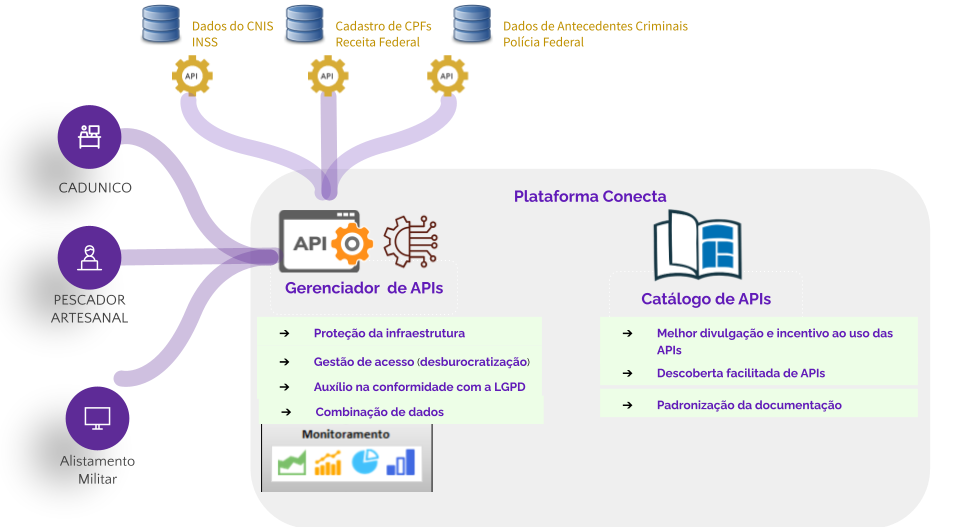 Dados do CNIS
INSS
Cadastro de CPFs
Receita Federal
Dados de Antecedentes Criminais
Polícia Federal
API
API
API
CADUNICO
PESCADOR
ARTESANAL
Alistamento
Militar
Plataforma Conecta
API
Gerenciador de APIs
➔ Proteção da infraestrutura
➔ Gestão de acesso (desburocratização)
➔ Auxílio na conformidade com a LGPD
➔ Combinação de dados
Monitoramento
Catálogo de APIs
➔ Melhor divulgação e incentivo ao uso das
APIs
➔ Descoberta facilitada de APIs
➔ Padronização da documentação